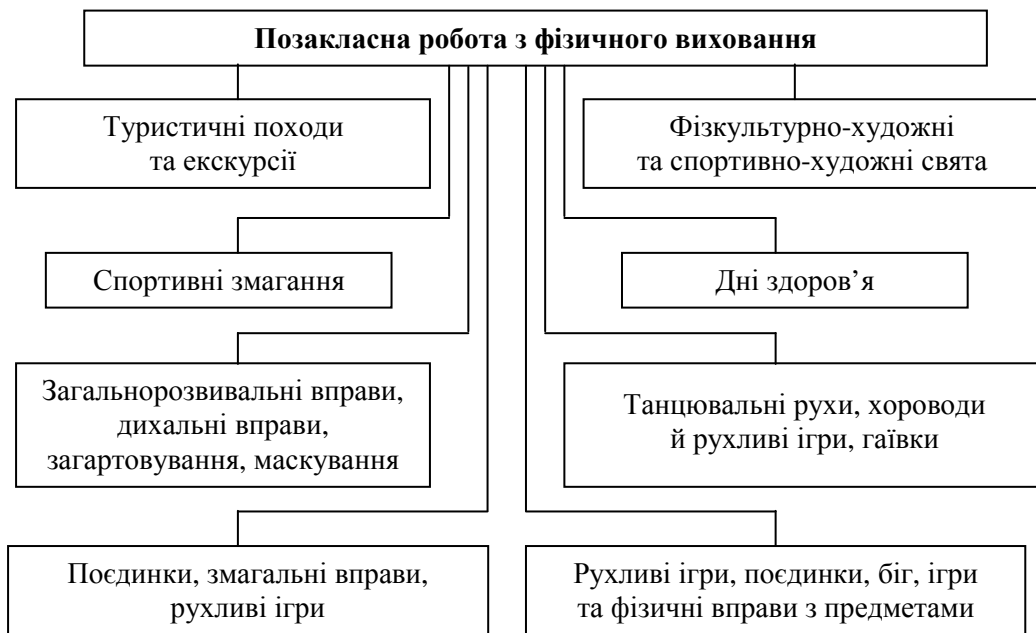 Позакласна робота з фізичного виховання
Туристичні походи
та екскурсії
Фізкультурно-художні
та спортивно-художні свята
Спортивні змагання
Дні здоров’я
Загальнорозвивальні вправи,
дихальні вправи,
загартовування, маскування
Танцювальні рухи, хороводи
й рухливі ігри, гаївки
Поєдинки, змагальні вправи,
рухливі ігри
Рухливі ігри, поєдинки, біг, ігри
та фізичні вправи з предметами